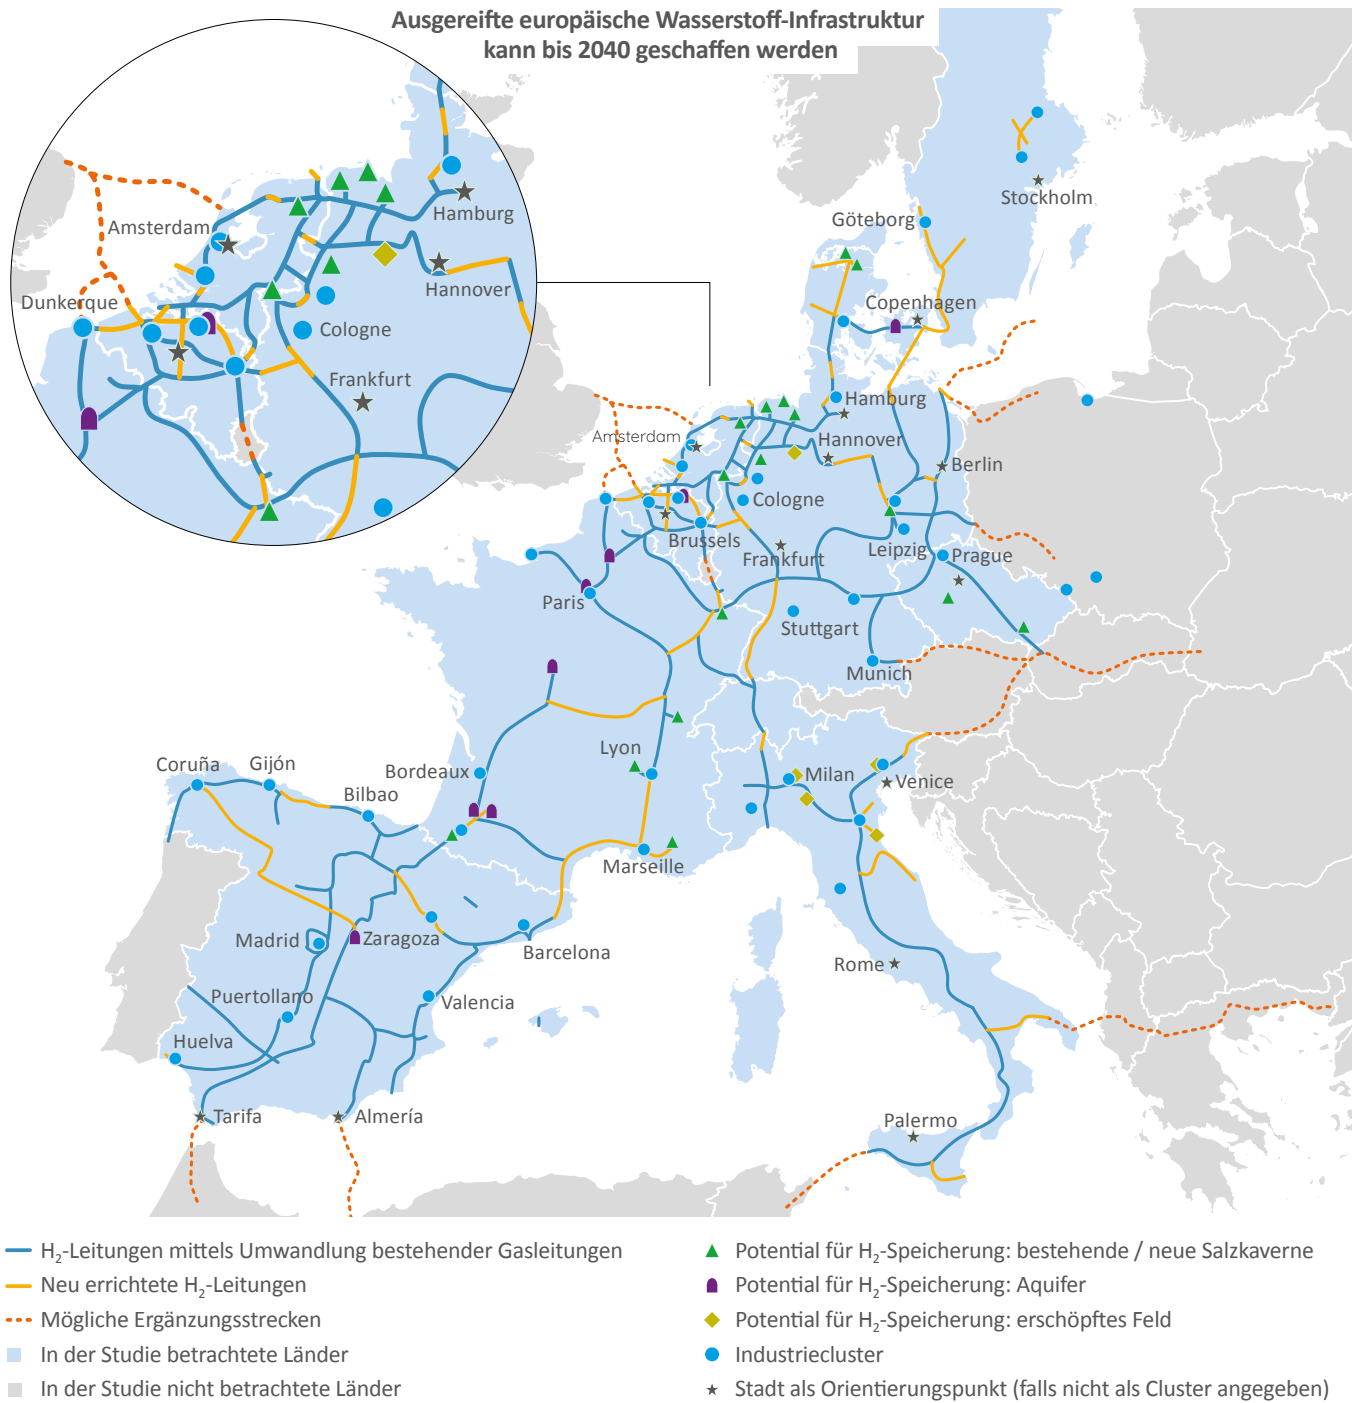 Ausgereifte europäische Wasserstoff-Infrastruktur
kann bis 2040 geschaffen werden
Amsterdam
Hamburg
Hannover
Dunkerque
Cologne
Frankfurt
Stockholm
Göteborg
Copenhagen
Hamburg
Amsterdam
Hannover
Berlin
Cologne
Brussels
Frankfurt
Leipzig
Prague
Paris
Stuttgart
Munich
Lyon
Coruña
Gijón
Bilbao
Bordeaux
Milan
Venice
Marseille
Madrid
Zaragoza
Barcelona
Rome
Puertollano
Valencia
Huelva
Tarifa
Almería
Palermo
H₂-Leitungen mittels Umwandlung bestehender Gasleitungen
Neu errichtete H₂-Leitungen
Mögliche Ergänzungsstrecken
In der Studie betrachtete Länder
In der Studie nicht betrachtete Länder
Potential für H₂-Speicherung: bestehende / neue Salzkaverne
Potential für H₂-Speicherung: Aquifer
Potential für H₂-Speicherung: erschöpftes Feld
Industriecluster
Stadt als Orientierungspunkt (falls nicht als Cluster angegeben)